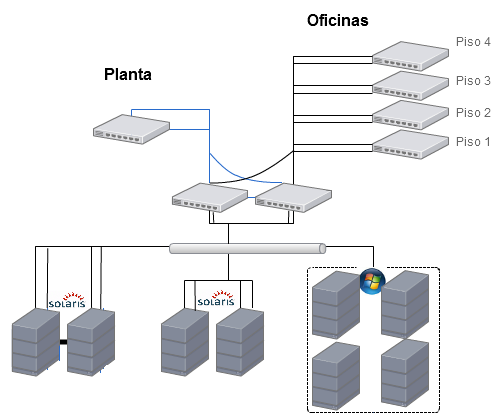 Oficinas
Piso 4
Planta
Piso 3
Piso 2
Piso 1
solaris
solaris